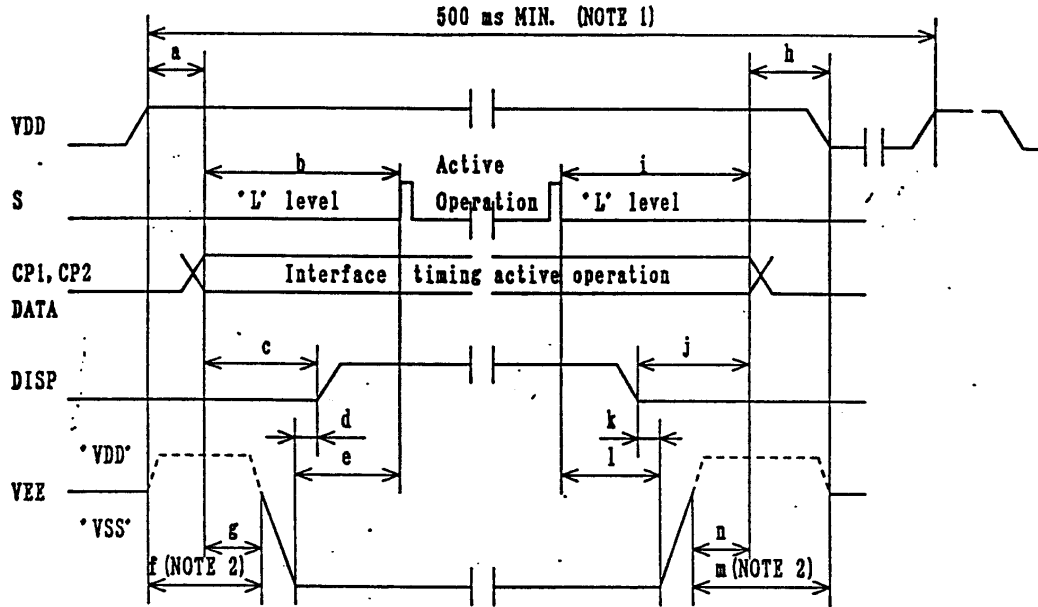 500 ms MIN. (NOTE 1)
a
h
VDD
b
Active
i
S
"L" level
Operation
"L" level
CP1, CP2
Interface timing active operation
DATA
c
j
DISP
d
k
"VDD"
e
l
VEE
"VSS"
g
n
f (NOTE 2)
m (NOTE 2)